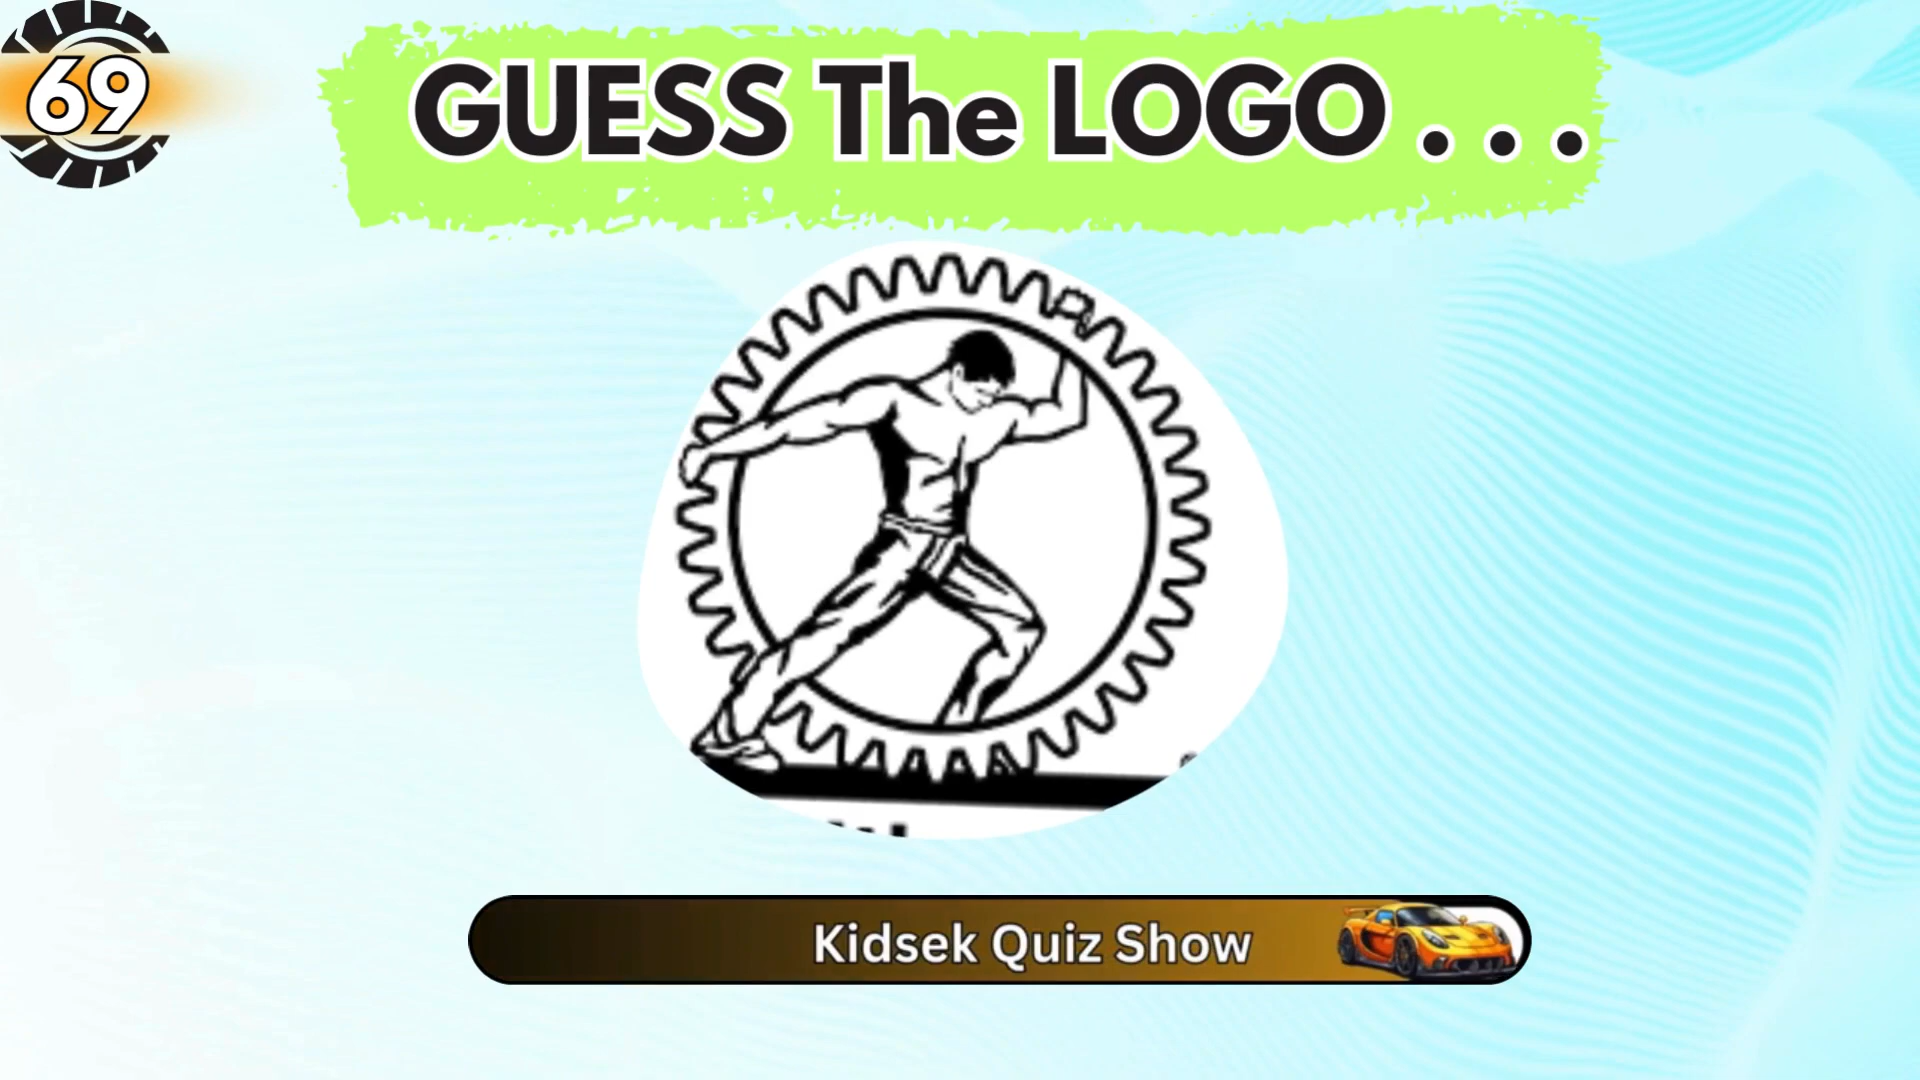 69
GUESS The LOGO . . .
Kidsek Quiz Show